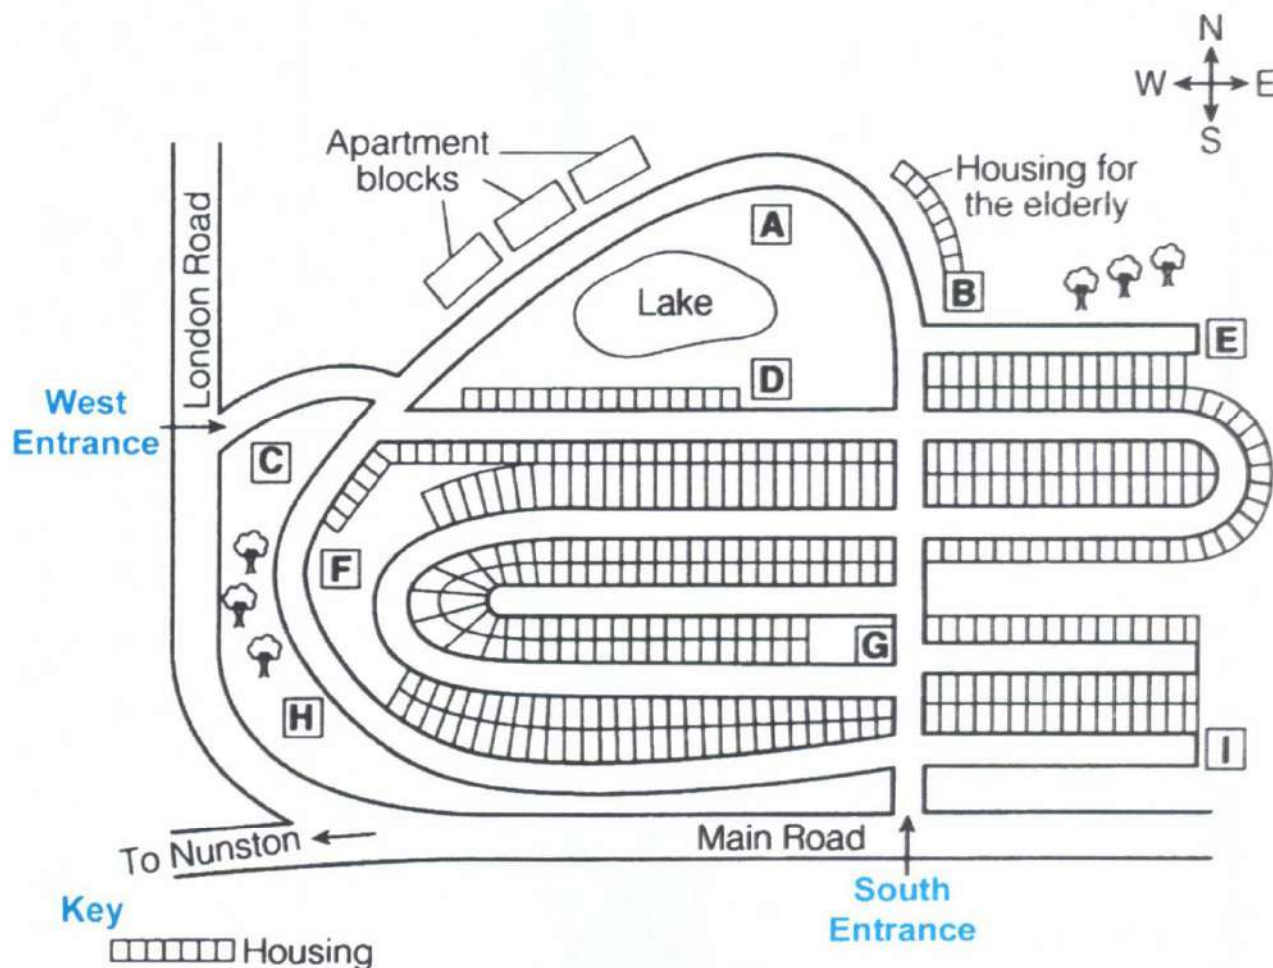 N
W E
S
Apartment
blocks
Housing for
the elderly
London Road
A
B
Lake
E
D
West
Entrance
C
F
G
H
I
Main Road
To Nunston
South
Entrance
Key
Housing